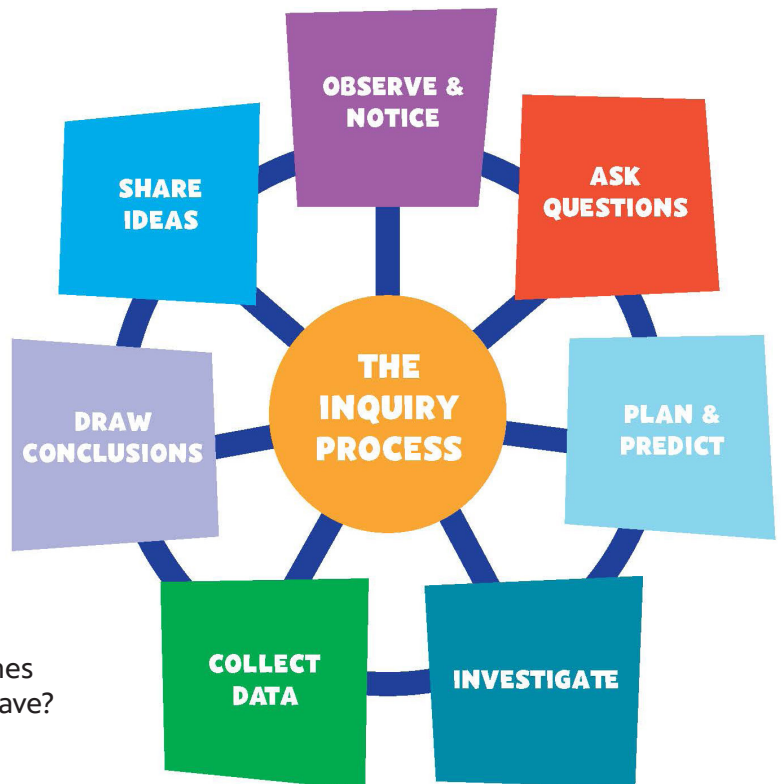 OBSERVE &
NOTICE
ASK
QUESTIONS
PLAN &
PREDICT
INVESTIGATE
COLLECT
DATA
DRAW
CONCLUSIONS
SHARE
IDEAS
THE
INQUIRY
PROCESS